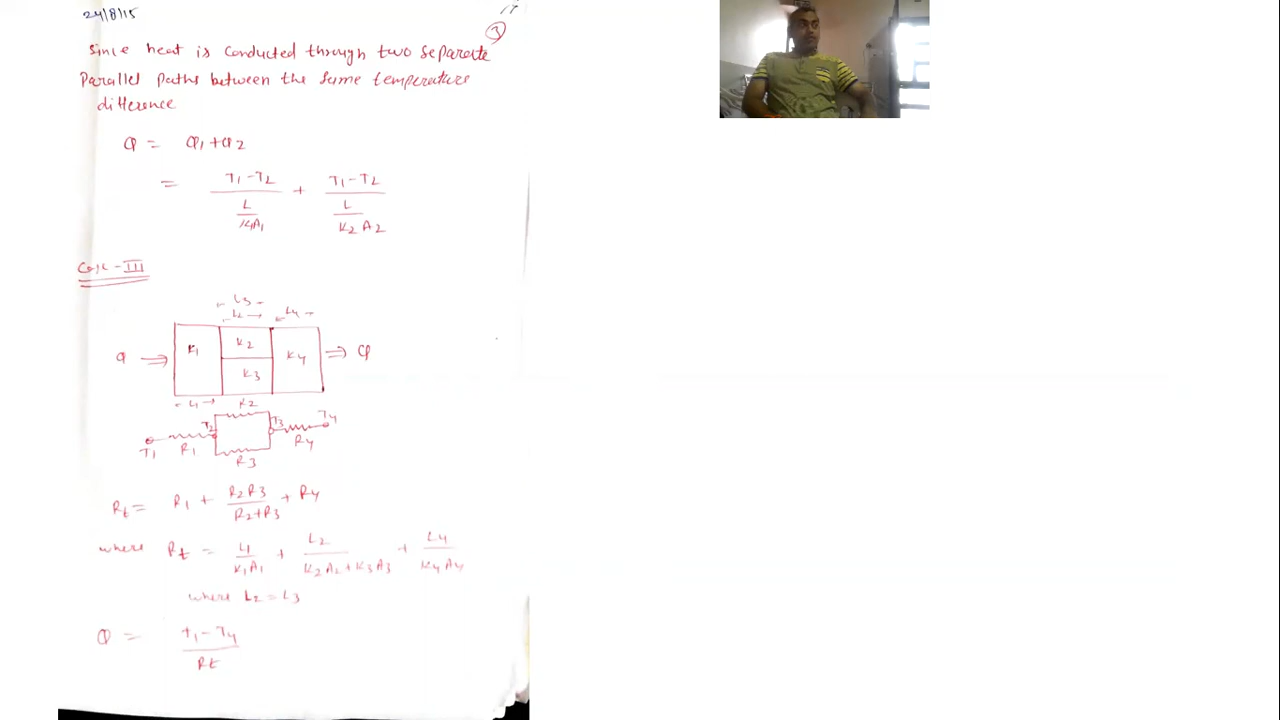 24/8/15
3
Since heat is conducted through two separate
Parallel paths between the same temperature
difference
Q = Q1+Q2
= T1-T2 / (L / K1A1) + T1-T2 / (L / K2A2)
Case-III
L3
L2 L4
K1 K2 K4
Q ⇒ ⇒ Q
K3
L1 R2
T2 T3 T4
T1 R1 R4
R3
Rt = R1 + R2R3 / R2+R3 + R4
where Rt = L1 / K1A1 + L2 / K2A2+K3A3 + L4 / K4A4
where L2 = L3
Q = T1-T4 / Rt